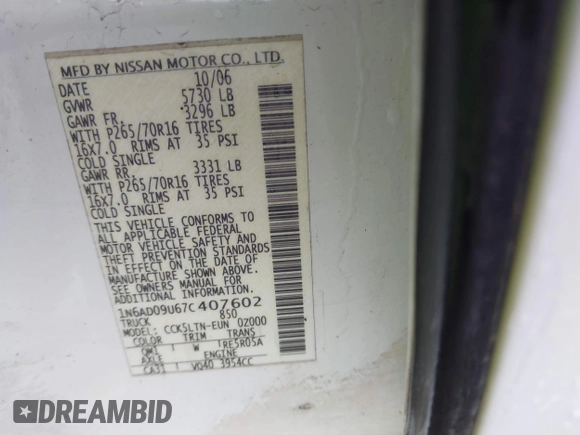 MFD BY NISSAN MOTOR CO., LTD.
DATE 10/06
GVWR 5730 LB
GAWR FR. 3296 LB
WITH P265/70R16 TIRES
16X7.0 RIMS AT 35 PSI
COLD SINGLE
GAWR RR. 3331 LB
WITH P265/70R16 TIRES
16X7.0 RIMS AT 35 PSI
COLD SINGLE
THIS VEHICLE CONFORMS TO
ALL APPLICABLE FEDERAL
MOTOR VEHICLE SAFETY AND
THEFT PREVENTION STANDARDS
IN EFFECT ON THE DATE OF
MANUFACTURE SHOWN ABOVE.
SEE OWNERS MANUAL FOR
ADDITIONAL INFORMATION
1N6AD09U67C407602
TRUCK 850
MODEL: CCK5LTN-EUN 0Z000
COLOR TRIM TRANS
QM1 W RE5R05A
AXLE ENGINE
CA33 VQ40 3954CC
DREAMBID